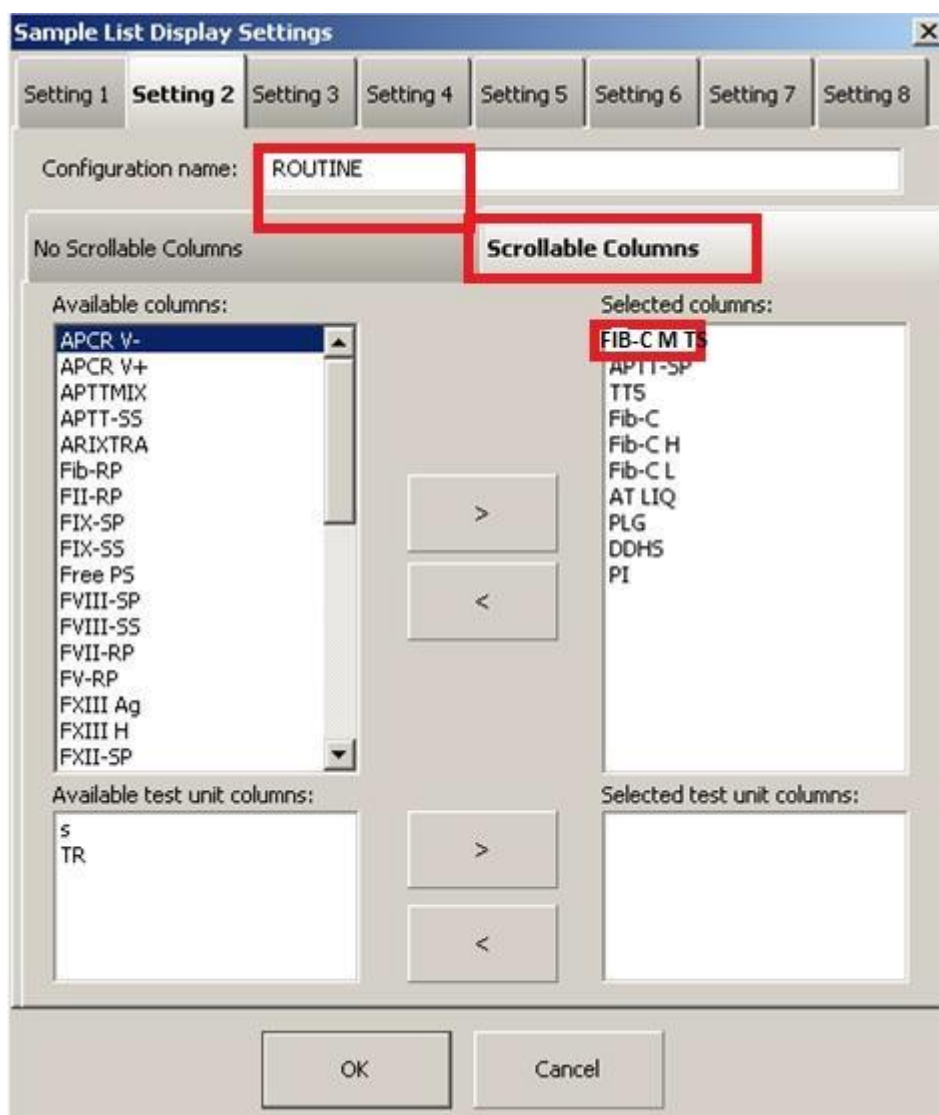 Sample List Display Settings
Setting 1 Setting 2 Setting 3 Setting 4 Setting 5 Setting 6 Setting 7 Setting 8
Configuration name: ROUTINE
No Scrollable Columns Scrollable Columns
Available columns:
APCR V-
APCR V+
APTTMIX
APTT-SS
ARIXTRA
Fib-RP
FII-RP
FIX-SP
FIX-SS
Free PS
FVIII-SP
FVIII-SS
FVII-RP
FV-RP
FXIII Ag
FXIII H
FXII-SP
>
<
Selected columns:
FIB-C M TS
APTT-SP
TT5
Fib-C
Fib-C H
Fib-C L
AT LIQ
PLG
DDHS
PI
Available test unit columns:
s
TR
>
<
Selected test unit columns:
OK Cancel